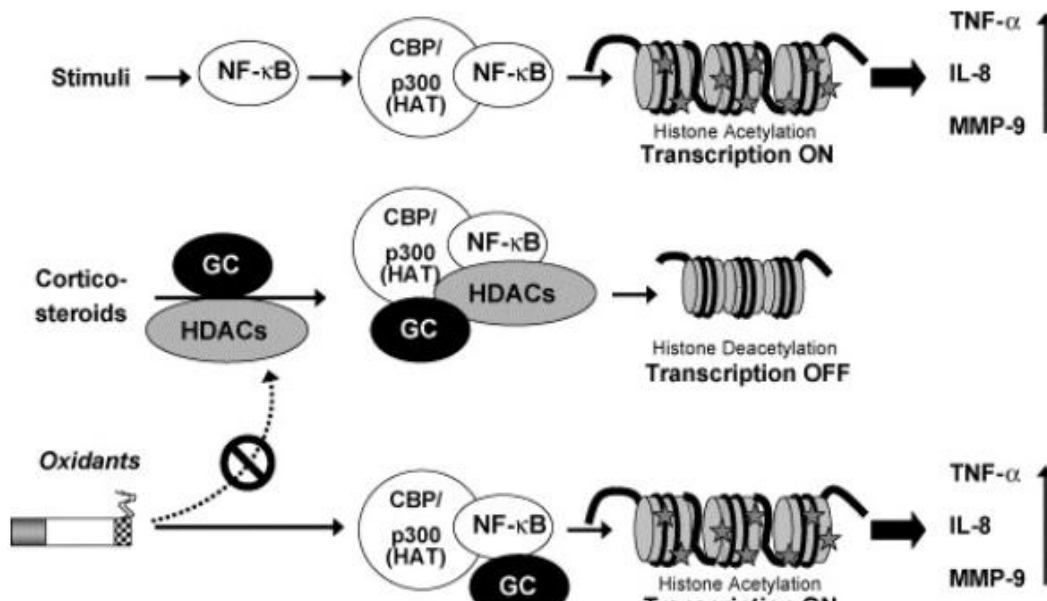 TNF-α
CBP/
Stimuli
NF-κB
p300
(HAT)
NF-κB
IL-8
Histone Acetylation
Transcription ON
MMP-9
CBP/
p300
(HAT)
NF-κB
Cortico-
steroids
GC
HDACs
HDACs
GC
Histone Deacetylation
Transcription OFF
Oxidants
CBP/
p300
(HAT)
NF-κB
GC
TNF-α
IL-8
MMP-9
Histone Acetylation
Transcription ON